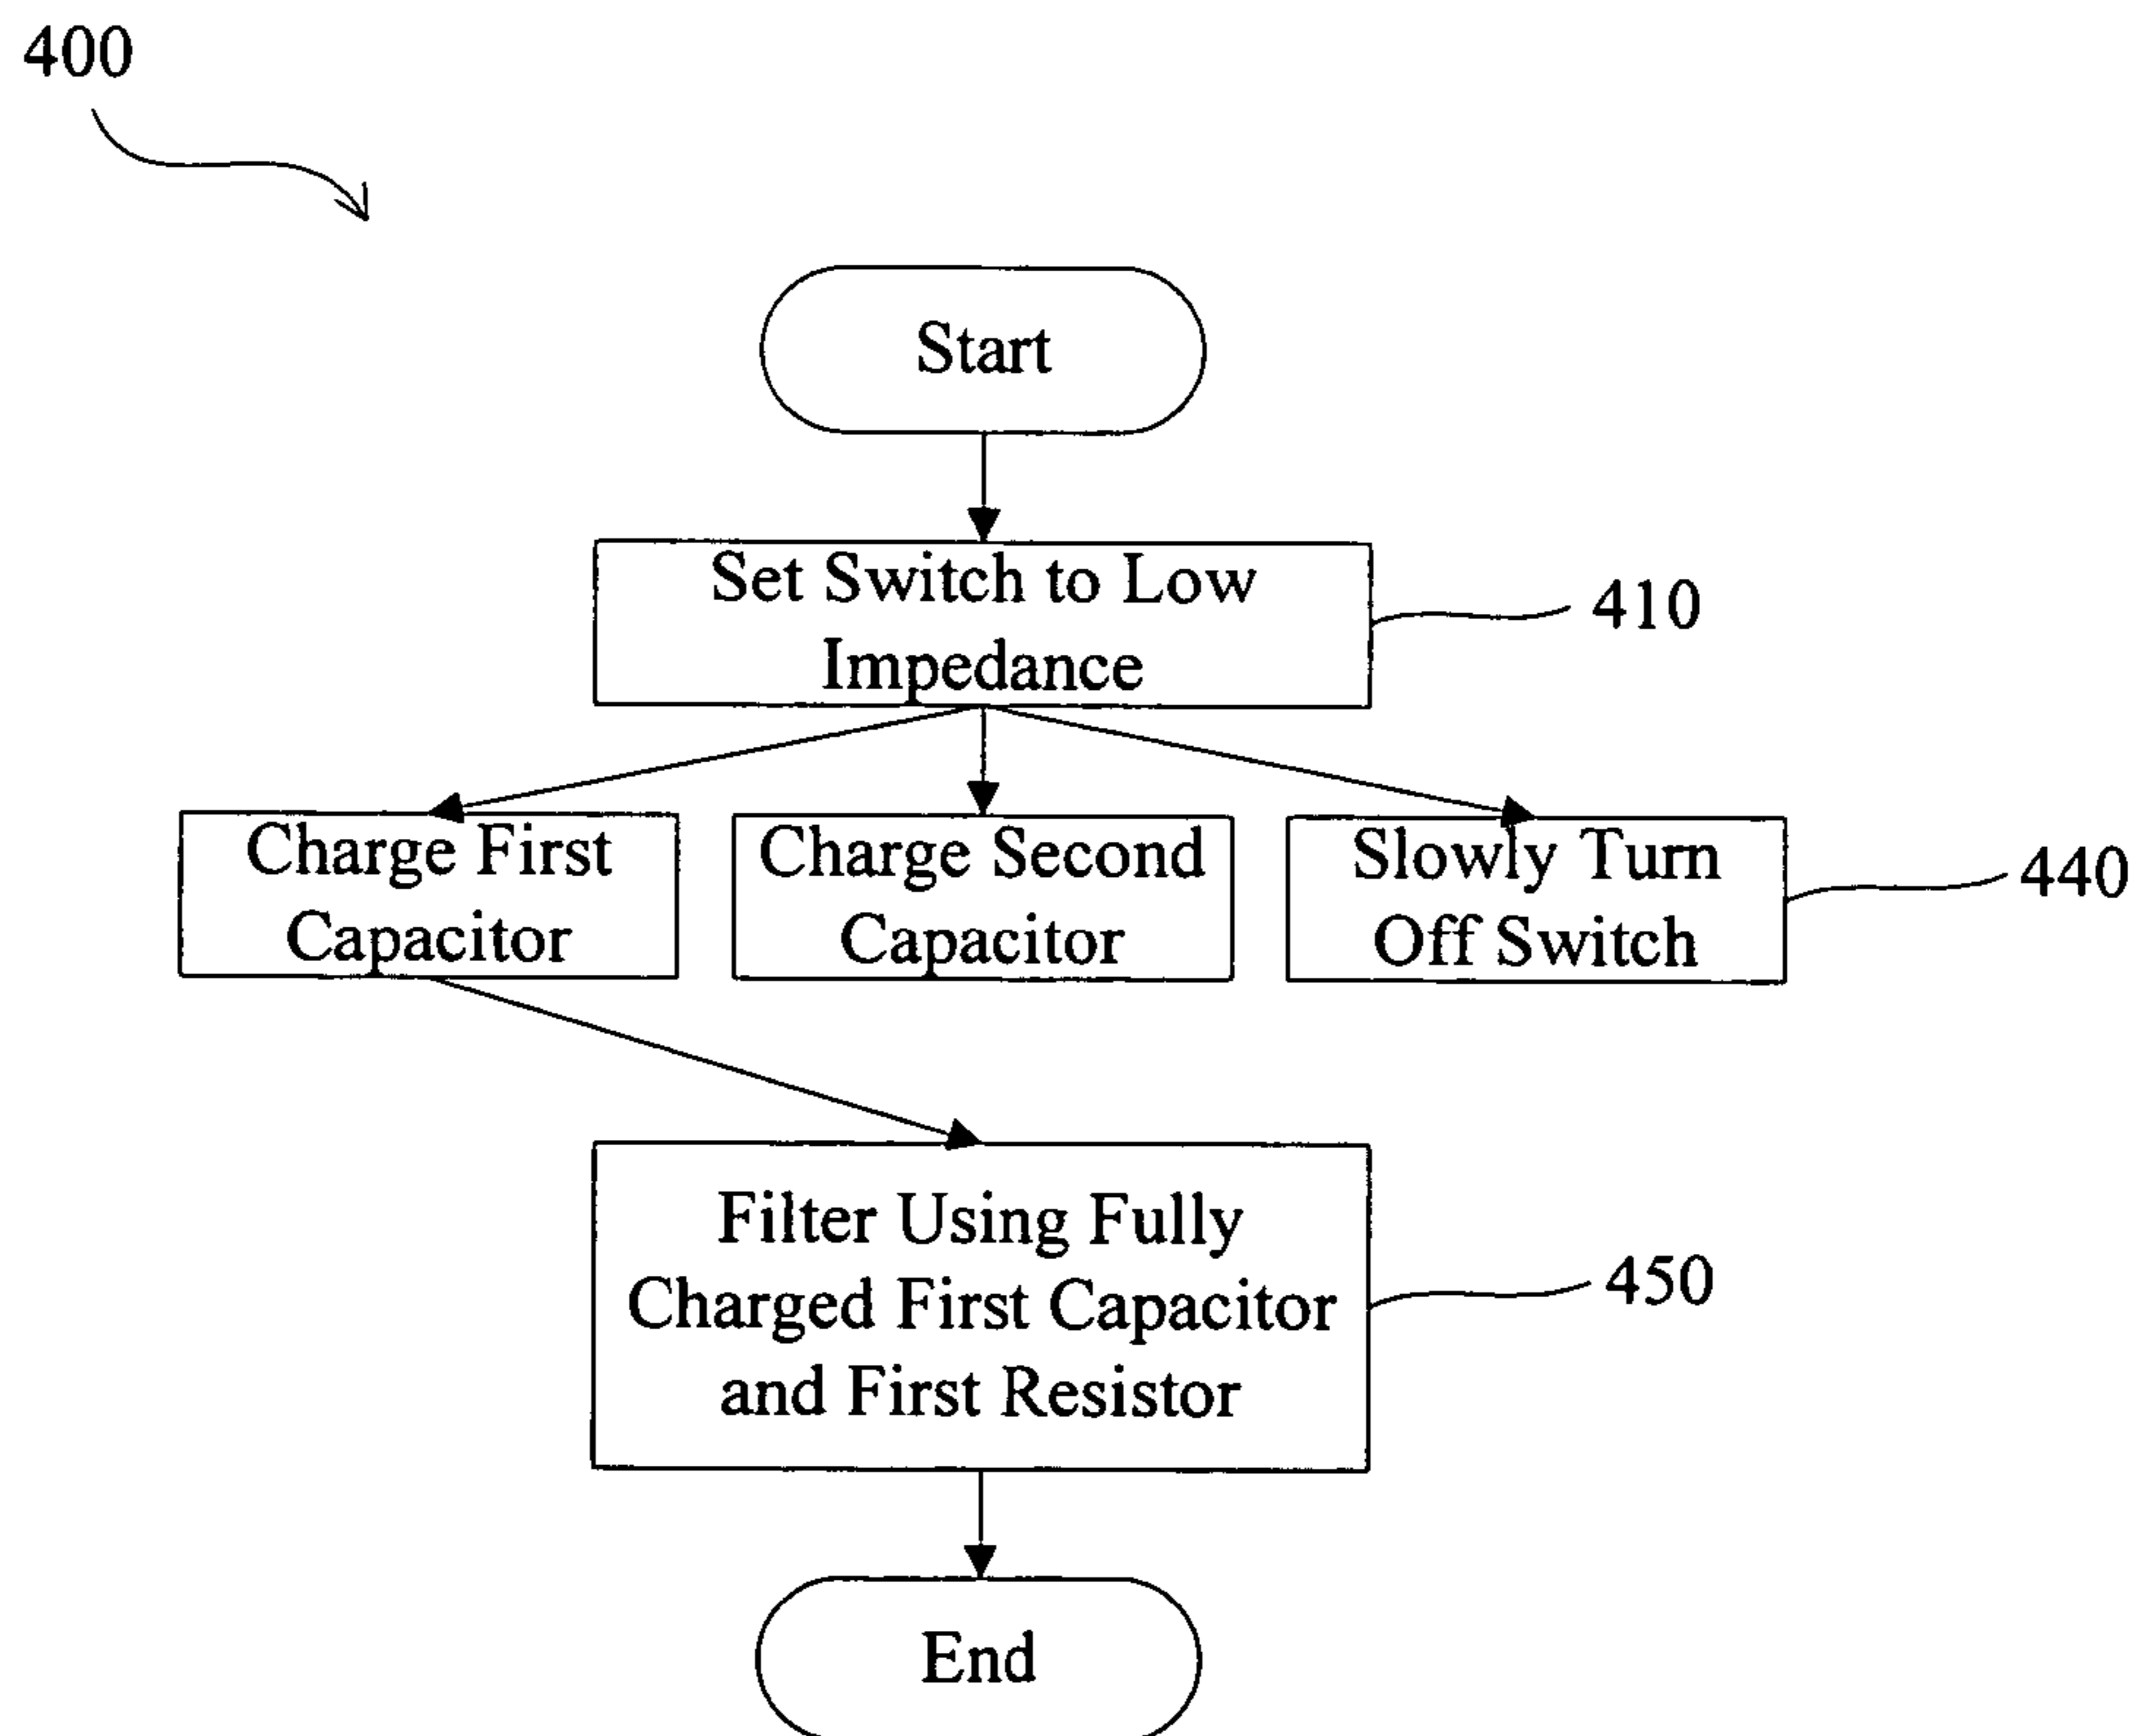 400
Start
Set Switch to Low
Impedance
410
Charge First
Capacitor
Charge Second
Capacitor
Slowly Turn
Off Switch
440
Filter Using Fully
Charged First Capacitor
and First Resistor
450
End